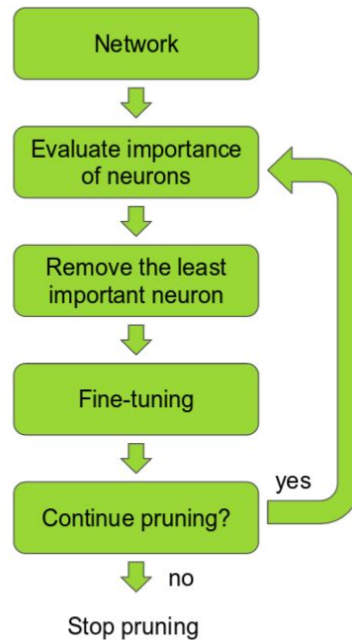 Network
Evaluate importance
of neurons
Remove the least
important neuron
Fine-tuning
Continue pruning?
yes
no
Stop pruning